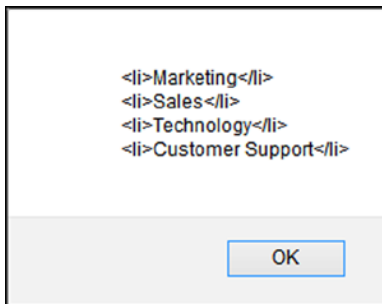 <li>Marketing</li>
<li>Sales</li>
<li>Technology</li>
<li>Customer Support</li>
OK